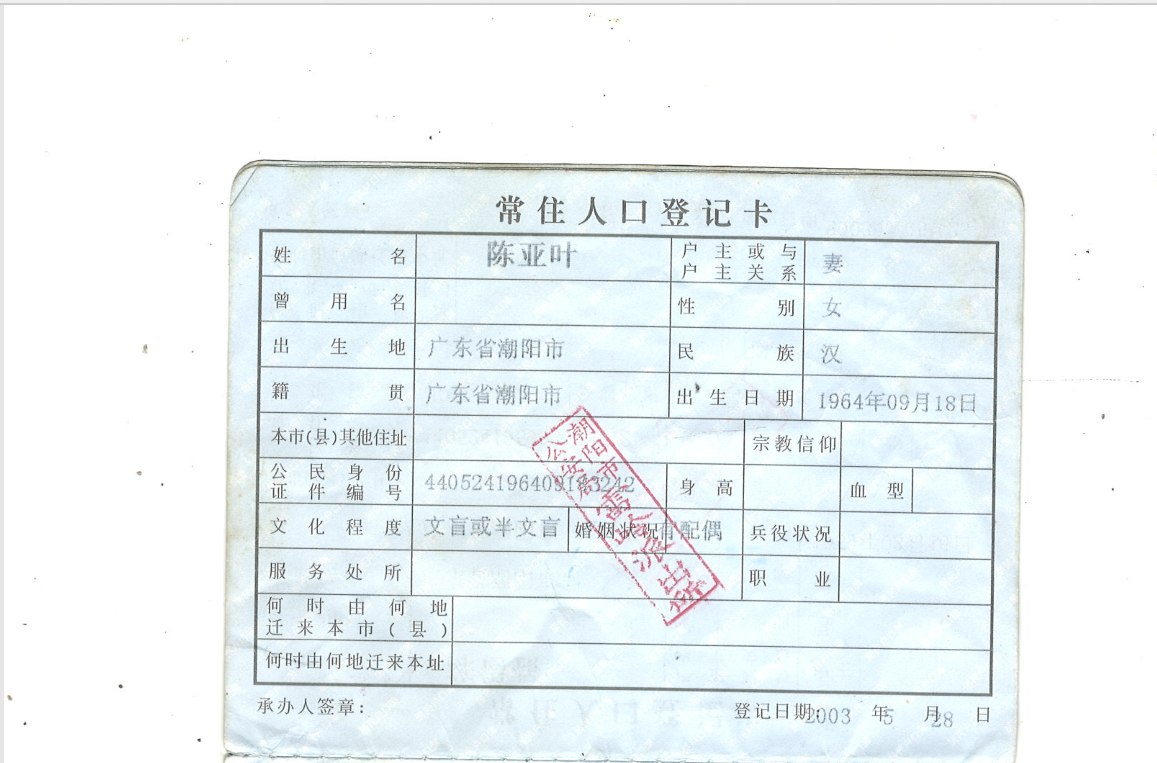 常住人口登记卡
姓名 陈亚叶 户主或与户主关系 妻
曾用名 性别 女
出生地 广东省潮阳市 民族 汉
籍贯 广东省潮阳市 出生日期 1964年09月18日
本市(县)其他住址 宗教信仰
公民身份证件编号 440524196409183242 身高 血型
文化程度 文盲或半文盲 婚姻状况 有配偶 兵役状况
服务处所 职业
何时由何地迁来本市(县)
何时由何地迁来本址
潮阳市
公安局
派出所
承办人签章: 登记日期: 2003 年 5 月 28 日